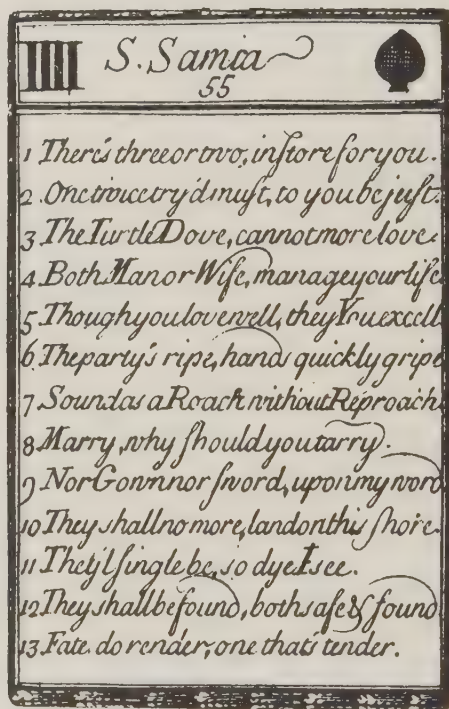 IIII S. Samia
55
1 There's three or two, in store for you.
2 One twice try'd must, to you be just.
3 The Turtle Dove, cannot more love.
4 Both Man or Wife, manage your life
5 Though you love well, they You excell
6 The party's ripe, hands quickly gripe
7 Sound as a Roach without Reproach
8 Marry, why should you tarry.
9 Nor Gown nor sword, upon my word
10 They shall no more, land on this shore.
11 They'l single be, so dye I see.
12 They shall be found, both safe & sound
13 Fate do render, one that's tender.